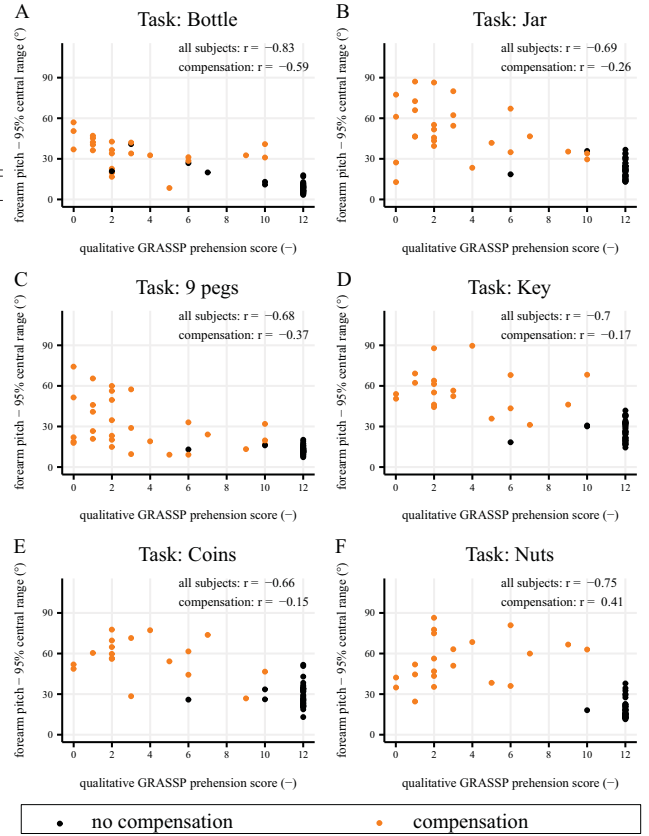 A
Task: Bottle
all subjects: r = −0.83
compensation: r = −0.59
forearm pitch − 95% central range (°)
90
60
30
0
0 2 4 6 8 10 12
qualitative GRASSP prehension score (−)
B
Task: Jar
all subjects: r = −0.69
compensation: r = −0.26
forearm pitch − 95% central range (°)
90
60
30
0
0 2 4 6 8 10 12
qualitative GRASSP prehension score (−)
C
Task: 9 pegs
all subjects: r = −0.68
compensation: r = −0.37
forearm pitch − 95% central range (°)
90
60
30
0
0 2 4 6 8 10 12
qualitative GRASSP prehension score (−)
D
Task: Key
all subjects: r = −0.7
compensation: r = −0.17
forearm pitch − 95% central range (°)
90
60
30
0
0 2 4 6 8 10 12
qualitative GRASSP prehension score (−)
E
Task: Coins
all subjects: r = −0.66
compensation: r = −0.15
forearm pitch − 95% central range (°)
90
60
30
0
0 2 4 6 8 10 12
qualitative GRASSP prehension score (−)
F
Task: Nuts
all subjects: r = −0.75
compensation: r = 0.41
forearm pitch − 95% central range (°)
90
60
30
0
0 2 4 6 8 10 12
qualitative GRASSP prehension score (−)
no compensation compensation